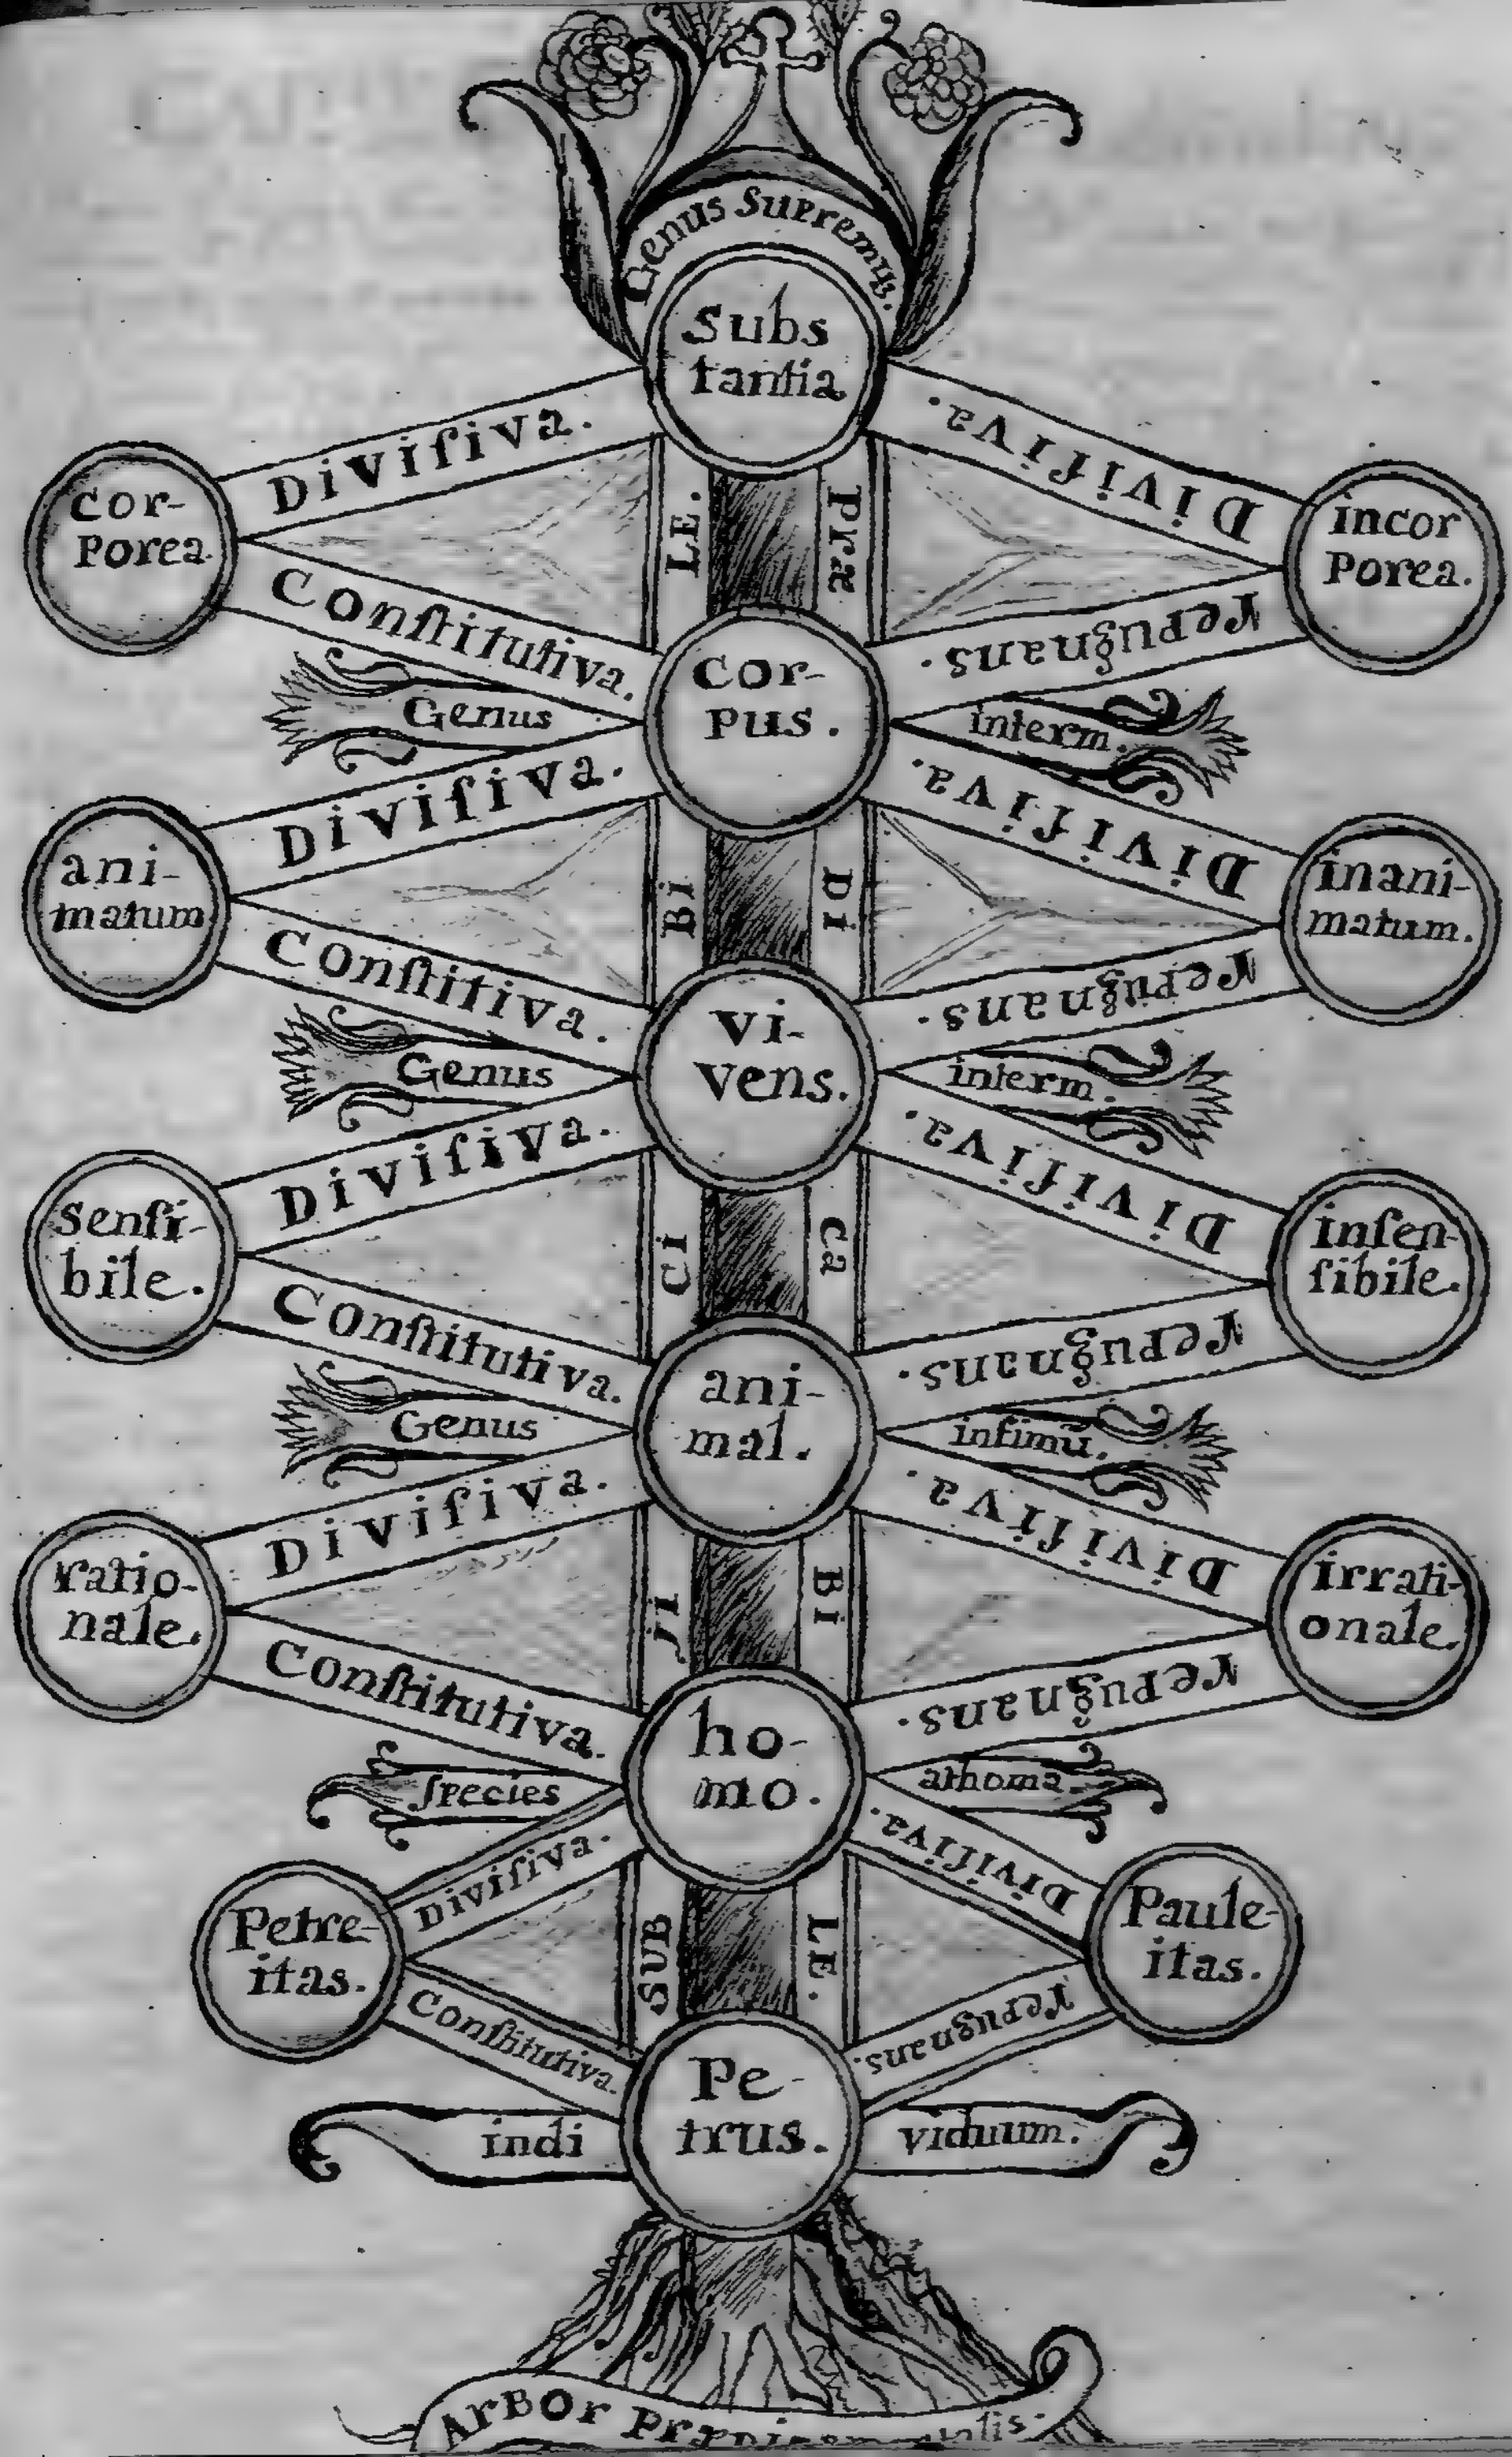 Genus Supremus.
Subs
tantia
Divisiva.
Divisiva.
cor-
Porea
incor
Porea.
LE.
Præ
Constitutiva.
repugnans.
cor-
pus.
Genus
interm.
Divisiva.
Divisiva.
ani-
matum
inani-
matum.
Bi
Di
Constitiva.
repugnans.
vi-
vens.
Genus
interm.
Divisiva.
Divisiva.
Sensi-
bile.
insen-
sibile.
Ci
Ca
Constitutiva.
repugnans.
ani-
mal.
Genus
infimũ.
Divisiva.
Divisiva.
ratio-
nale.
irrati-
onale.
Ji
Bi
Constitutiva.
repugnans.
ho-
mo.
Species
athoma.
Divisiva.
Divisiva.
Petre-
itas.
Paule-
itas.
SUB
LE.
Constitutiva.
repugnans.
Pe-
trus.
indi
viduum.
Arbor